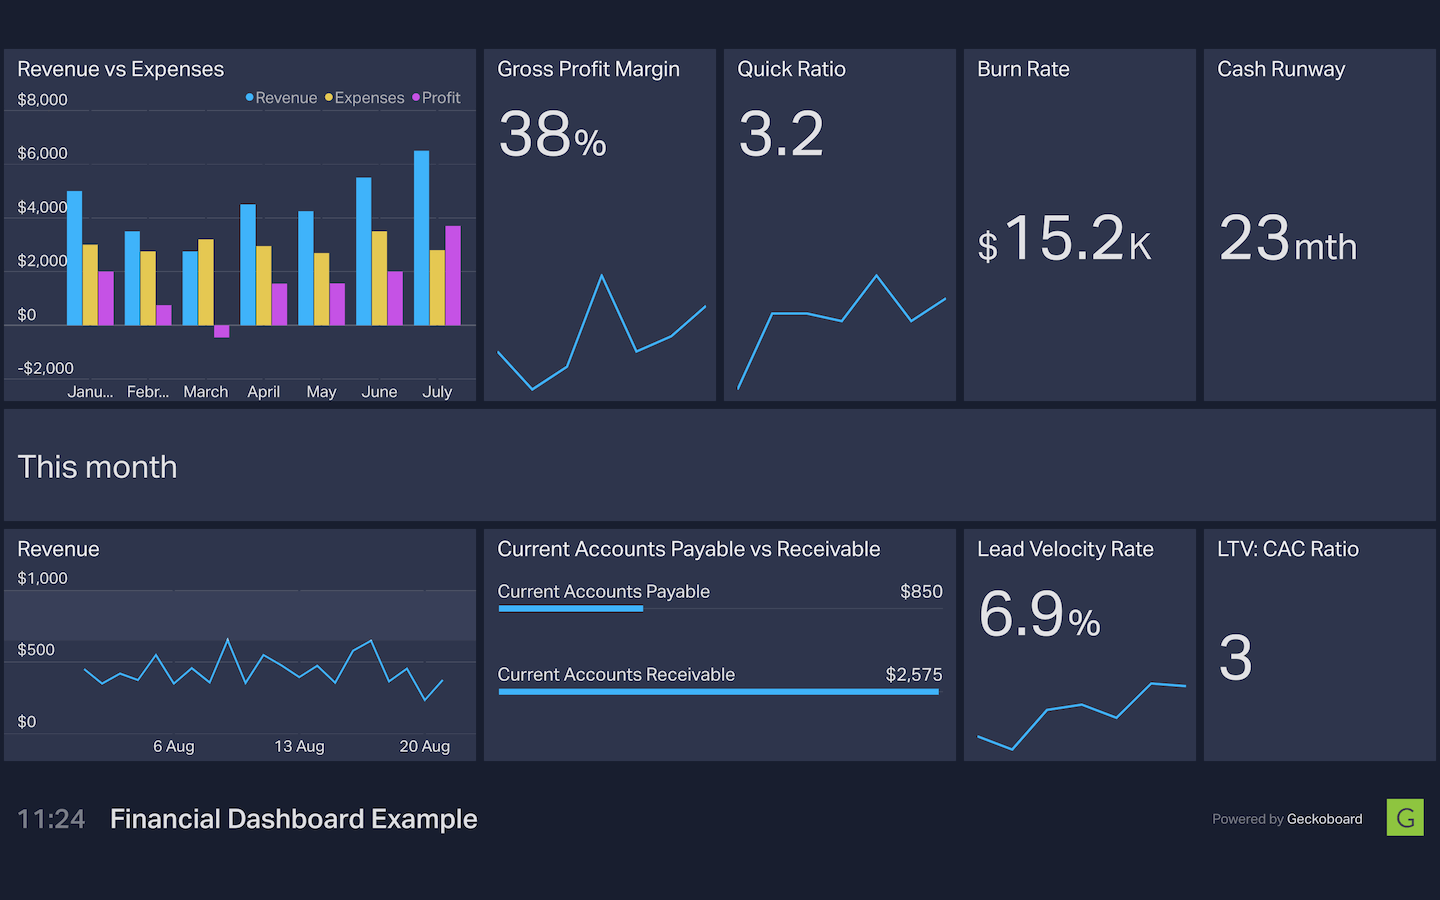 Revenue vs Expenses
$8,000
Revenue Expenses Profit
$6,000
$4,000
$2,000
$0
-$2,000
Janu... Febr... March April May June July
Gross Profit Margin
38%
Quick Ratio
3.2
Burn Rate
$15.2K
Cash Runway
23mth
This month
Revenue
$1,000
$500
$0
6 Aug 13 Aug 20 Aug
Current Accounts Payable vs Receivable
Current Accounts Payable $850
Current Accounts Receivable $2,575
Lead Velocity Rate
6.9%
LTV: CAC Ratio
3
11:24 Financial Dashboard Example
Powered by Geckoboard
G